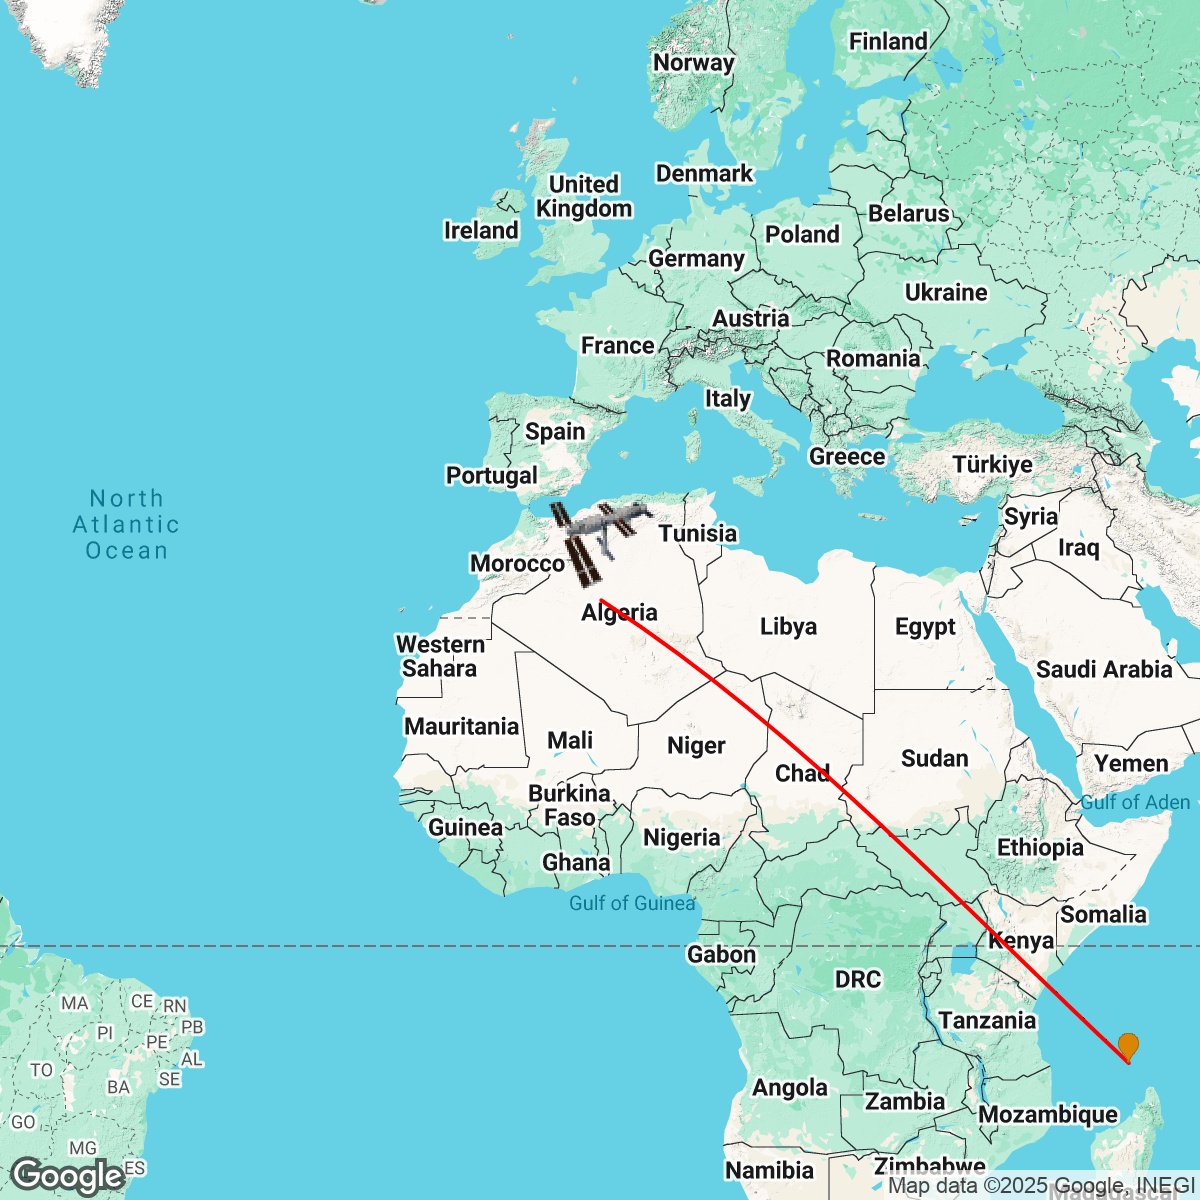 Finland
Norway
Denmark
United
Kingdom
Belarus
Ireland
Poland
Germany
Ukraine
Austria
France
Romania
Italy
Spain
Greece
Türkiye
Portugal
North
Atlantic
Ocean
Syria
Tunisia
Iraq
Morocco
Algeria
Libya
Egypt
Western
Sahara
Saudi Arabia
Mauritania
Mali
Niger
Sudan
Yemen
Chad
Burkina
Faso
Gulf of Aden
Guinea
Nigeria
Ethiopia
Ghana
Gulf of Guinea
Somalia
Kenya
Gabon
DRC
MA
CE
RN
PI
PB
PE
Tanzania
AL
TO
SE
BA
Angola
Zambia
GO
Mozambique
MG
ES
Namibia
Zimbabwe
Google
Map data ©2025 Google, INEGI
Madagascar